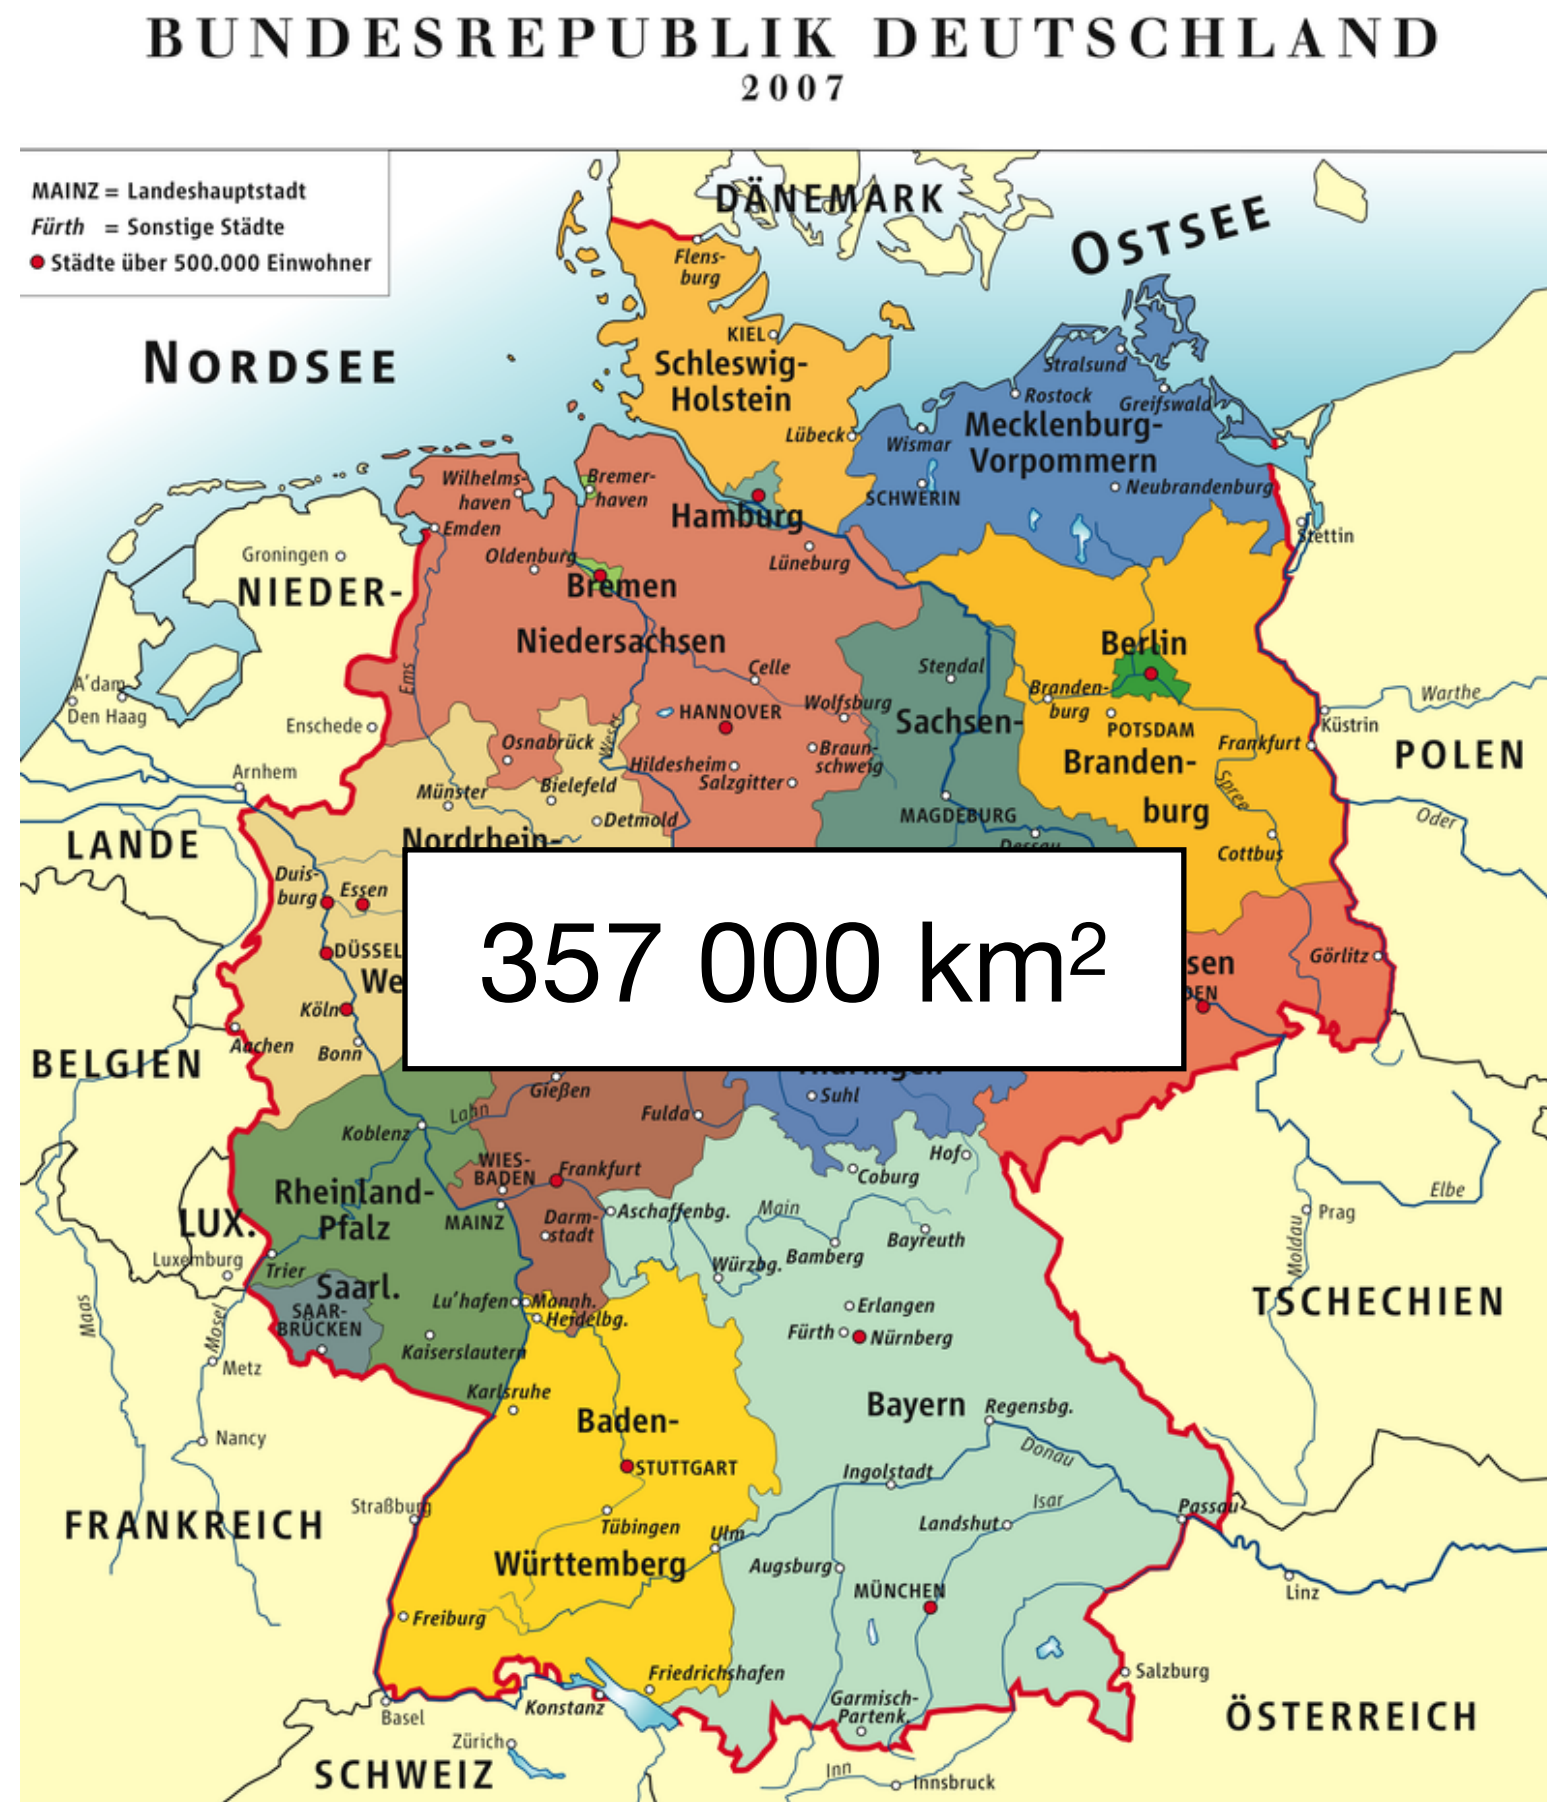 BUNDESREPUBLIK DEUTSCHLAND
2007
MAINZ = Landeshauptstadt
Fürth = Sonstige Städte
Städte über 500.000 Einwohner
DÄNEMARK
OSTSEE
Flens-
burg
KIEL
NORDSEE
Schleswig-
Holstein
Stralsund
Rostock
Greifswald
Lübeck
Wismar
Mecklenburg-
Vorpommern
Wilhelms-
haven
Bremer-
haven
SCHWERIN
Neubrandenburg
Hamburg
Emden
Stettin
Groningen
Oldenburg
Lüneburg
NIEDER-
Bremen
Niedersachsen
Berlin
Ems
Celle
Stendal
A'dam
Den Haag
Branden-
burg
Warthe
Wolfsburg
HANNOVER
Sachsen-
Enschede
Weser
POTSDAM
Küstrin
Osnabrück
Braun-
schweig
Frankfurt
POLEN
Hildesheim
Branden-
burg
Arnhem
Salzgitter
Bielefeld
Münster
Spree
MAGDEBURG
Oder
Detmold
LANDE
Nordrhein-
Dessau
Cottbus
Duis-
burg
Essen
357 000 km²
DÜSSEL
We
sen
Görlitz
DEN
Köln
Aachen
Bonn
BELGIEN
Thüringen
Gießen
Suhl
Lahn
Fulda
Koblenz
Hof
WIES-
BADEN
Frankfurt
Coburg
Rheinland-
Pfalz
Elbe
LUX.
MAINZ
Darm-
stadt
Aschaffenbg.
Main
Prag
Bayreuth
Bamberg
Moldau
Luxemburg
Trier
Würzbg.
Saarl.
Maas
Mosel
SAAR-
BRÜCKEN
Lu'hafen
Mannh.
Heidelbg.
Erlangen
TSCHECHIEN
Fürth
Nürnberg
Kaiserslautern
Metz
Karlsruhe
Bayern
Regensbg.
Baden-
Nancy
Donau
STUTTGART
Ingolstadt
Straßburg
Isar
Passau
FRANKREICH
Tübingen
Ulm
Landshut
Württemberg
Augsburg
MÜNCHEN
Linz
Freiburg
Friedrichshafen
Salzburg
Konstanz
Garmisch-
Partenk.
Basel
ÖSTERREICH
Zürich
SCHWEIZ
Inn
Innsbruck